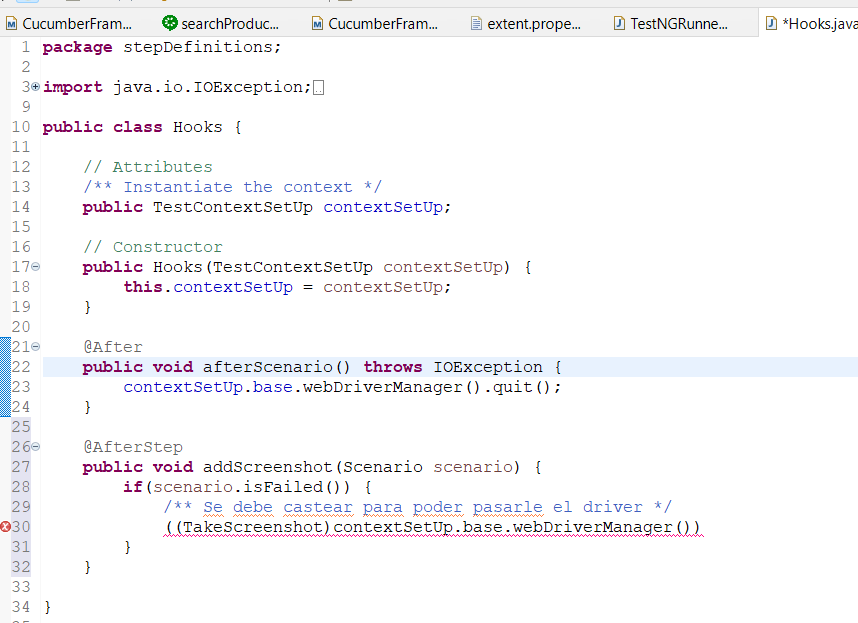 CucumberFram... searchProduc... CucumberFram... extent.prope... TestNGRunne... *Hooks.java
1 package stepDefinitions;
2
3 import java.io.IOException;
9
10 public class Hooks {
11
12 // Attributes
13 /** Instantiate the context */
14 public TestContextSetUp contextSetUp;
15
16 // Constructor
17 public Hooks(TestContextSetUp contextSetUp) {
18 this.contextSetUp = contextSetUp;
19 }
20
21 @After
22 public void afterScenario() throws IOException {
23 contextSetUp.base.webDriverManager().quit();
24 }
25
26 @AfterStep
27 public void addScreenshot(Scenario scenario) {
28 if(scenario.isFailed()) {
29 /** Se debe castear para poder pasarle el driver */
30 ((TakeScreenshot)contextSetUp.base.webDriverManager())
31 }
32 }
33
34 }